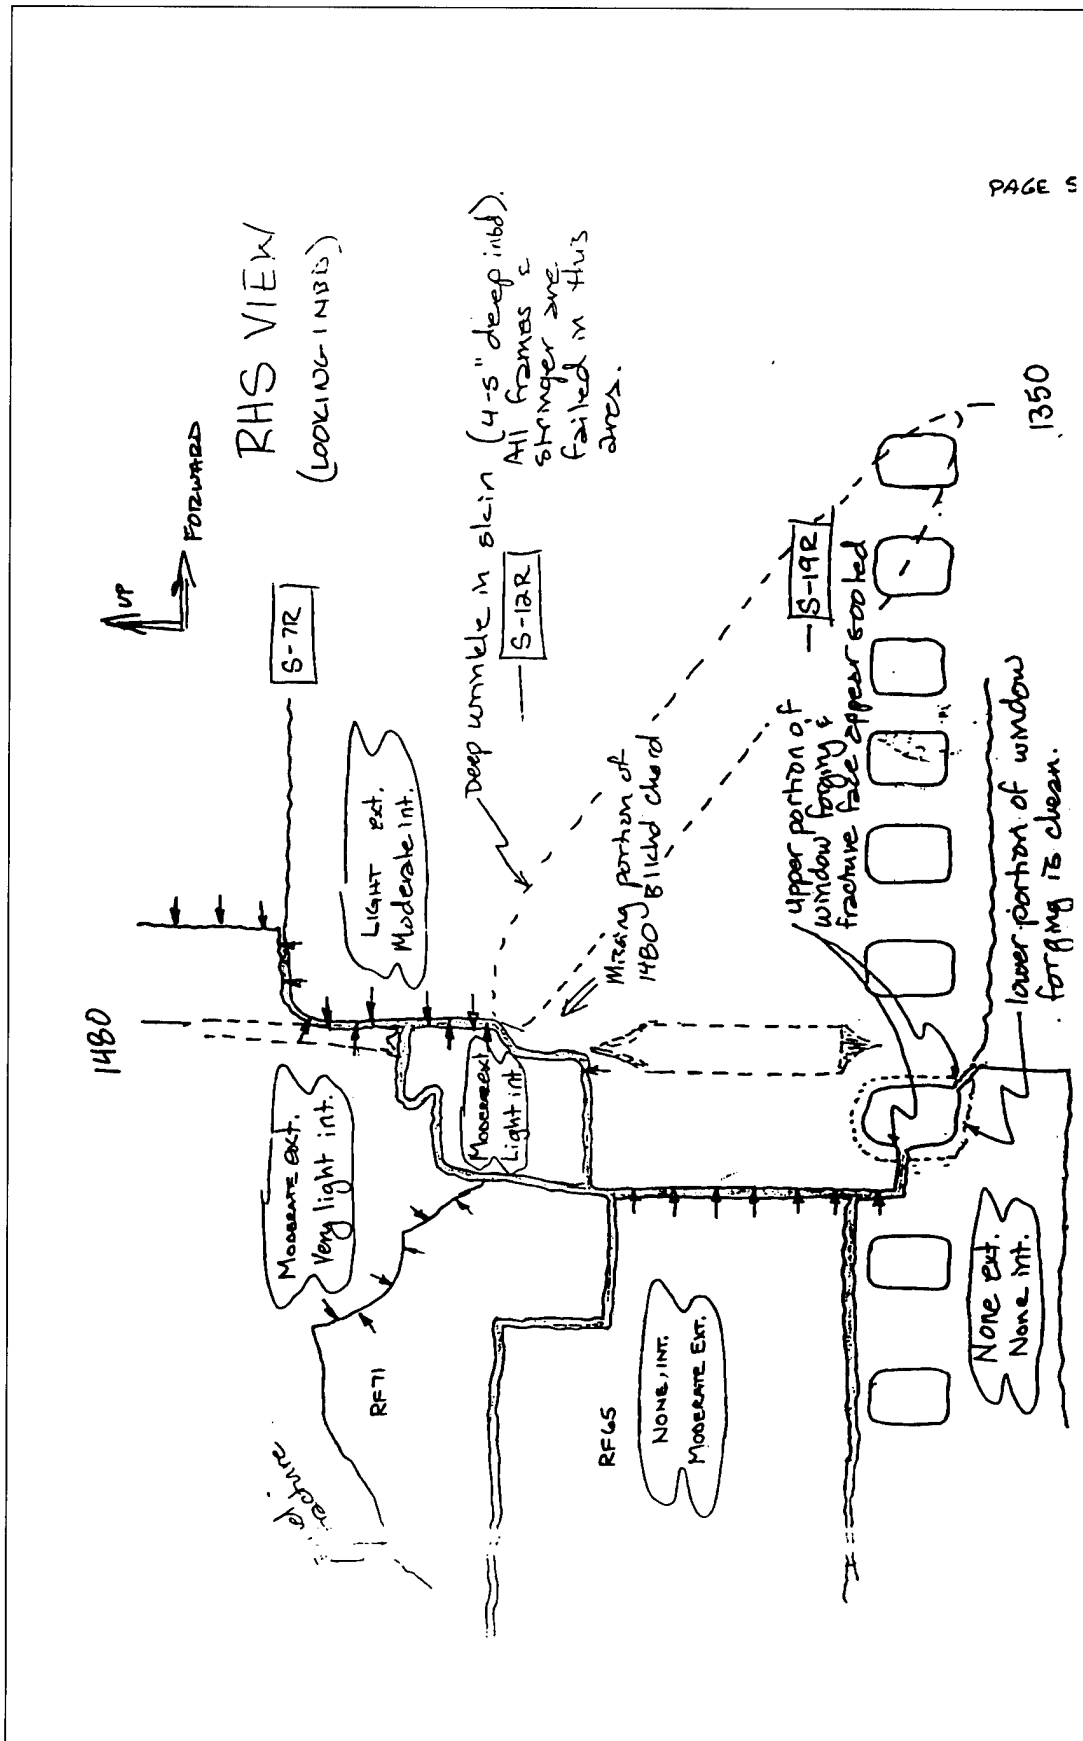 PAGE 5
RHS VIEW
(LOOKING INBD)
UP
FORWARD
1480
S-7R
LIGHT ext.
Moderate int.
Deep wrinkle in skin (4-5" deep inbd).
All frames &
stringer are
failed in this
area.
S-12R
MODERATE ext.
Very light int.
MODERATE ext
Light int
Missing portion of
1480 Blkhd chord
S-19R
upper portion of
window forging &
fracture face appear sooted
1350
lower portion of window
forging is clean.
RF71
fracture
RF65
NONE, INT.
MODERATE EXT.
None ext.
None int.